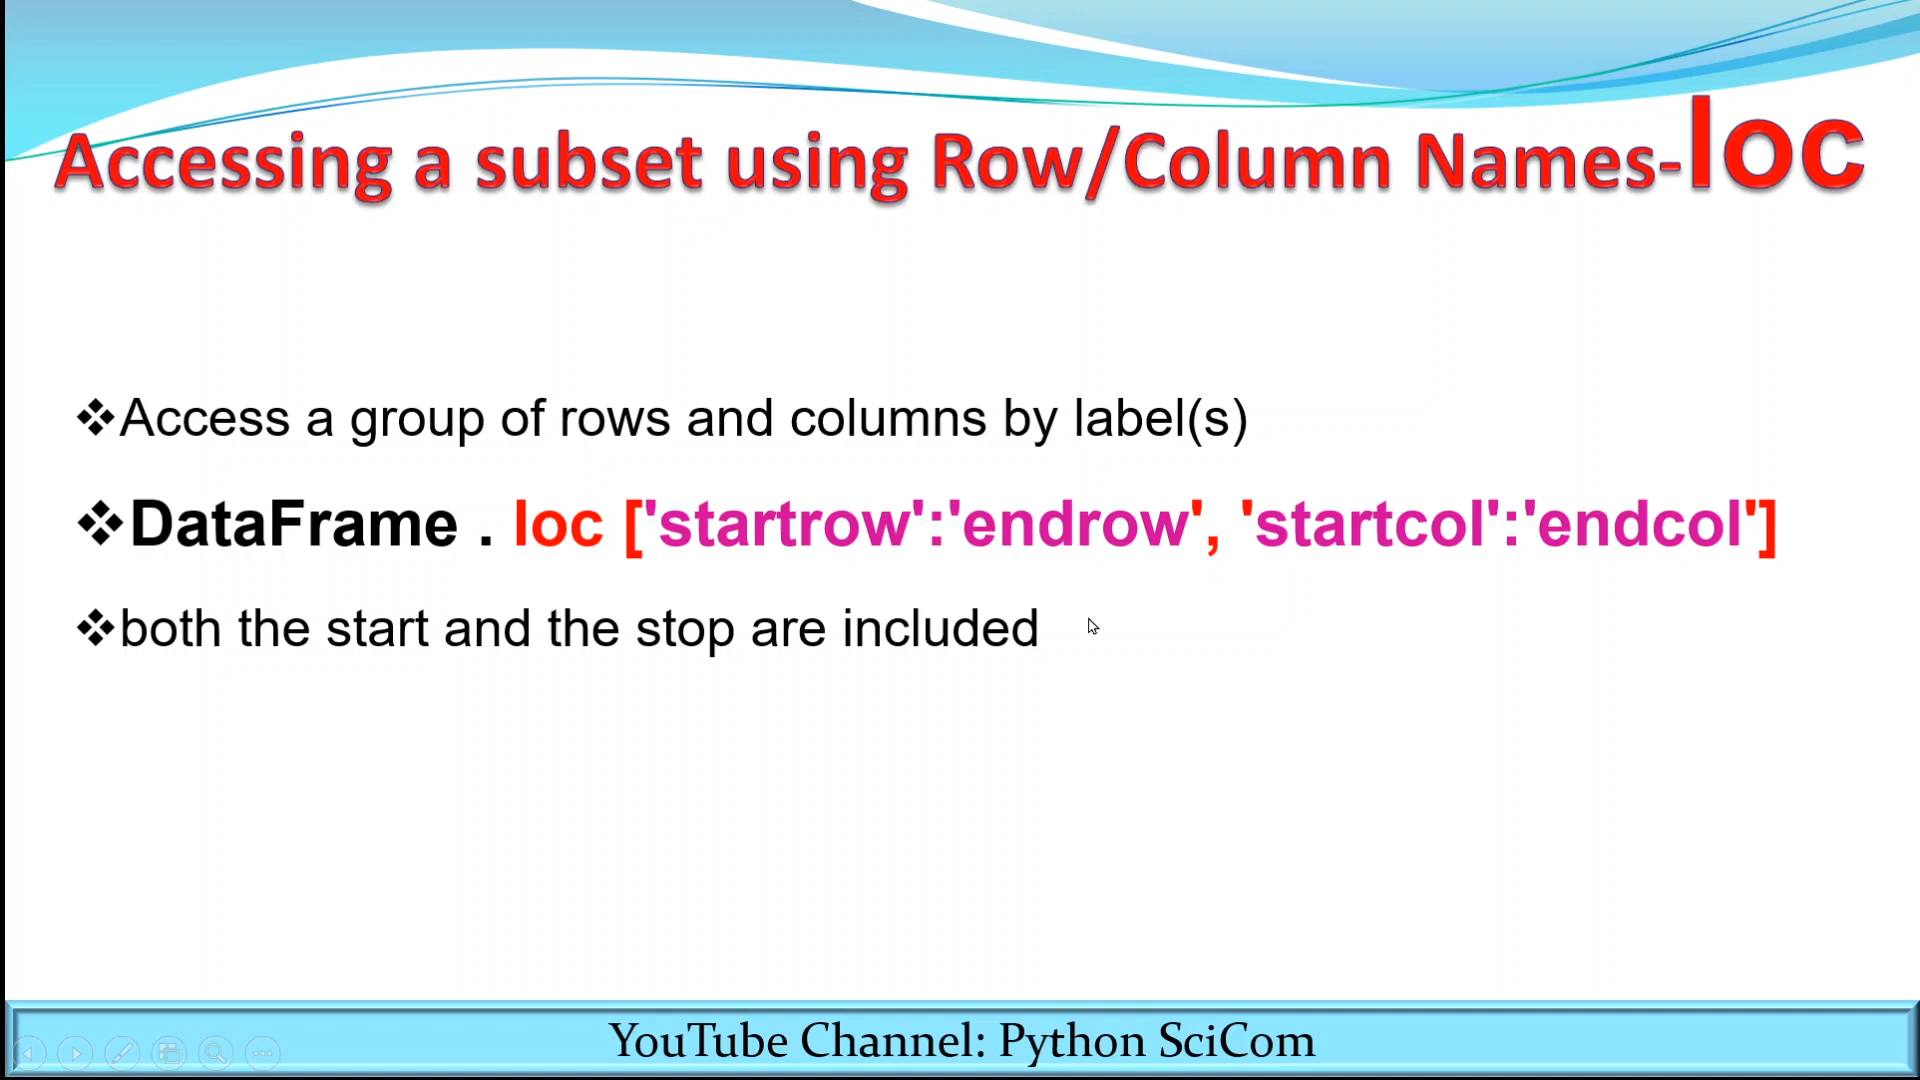 Accessing a subset using Row/Column Names-loc
❖Access a group of rows and columns by label(s)
❖DataFrame . loc ['startrow':'endrow', 'startcol':'endcol']
❖both the start and the stop are included
YouTube Channel: Python SciCom